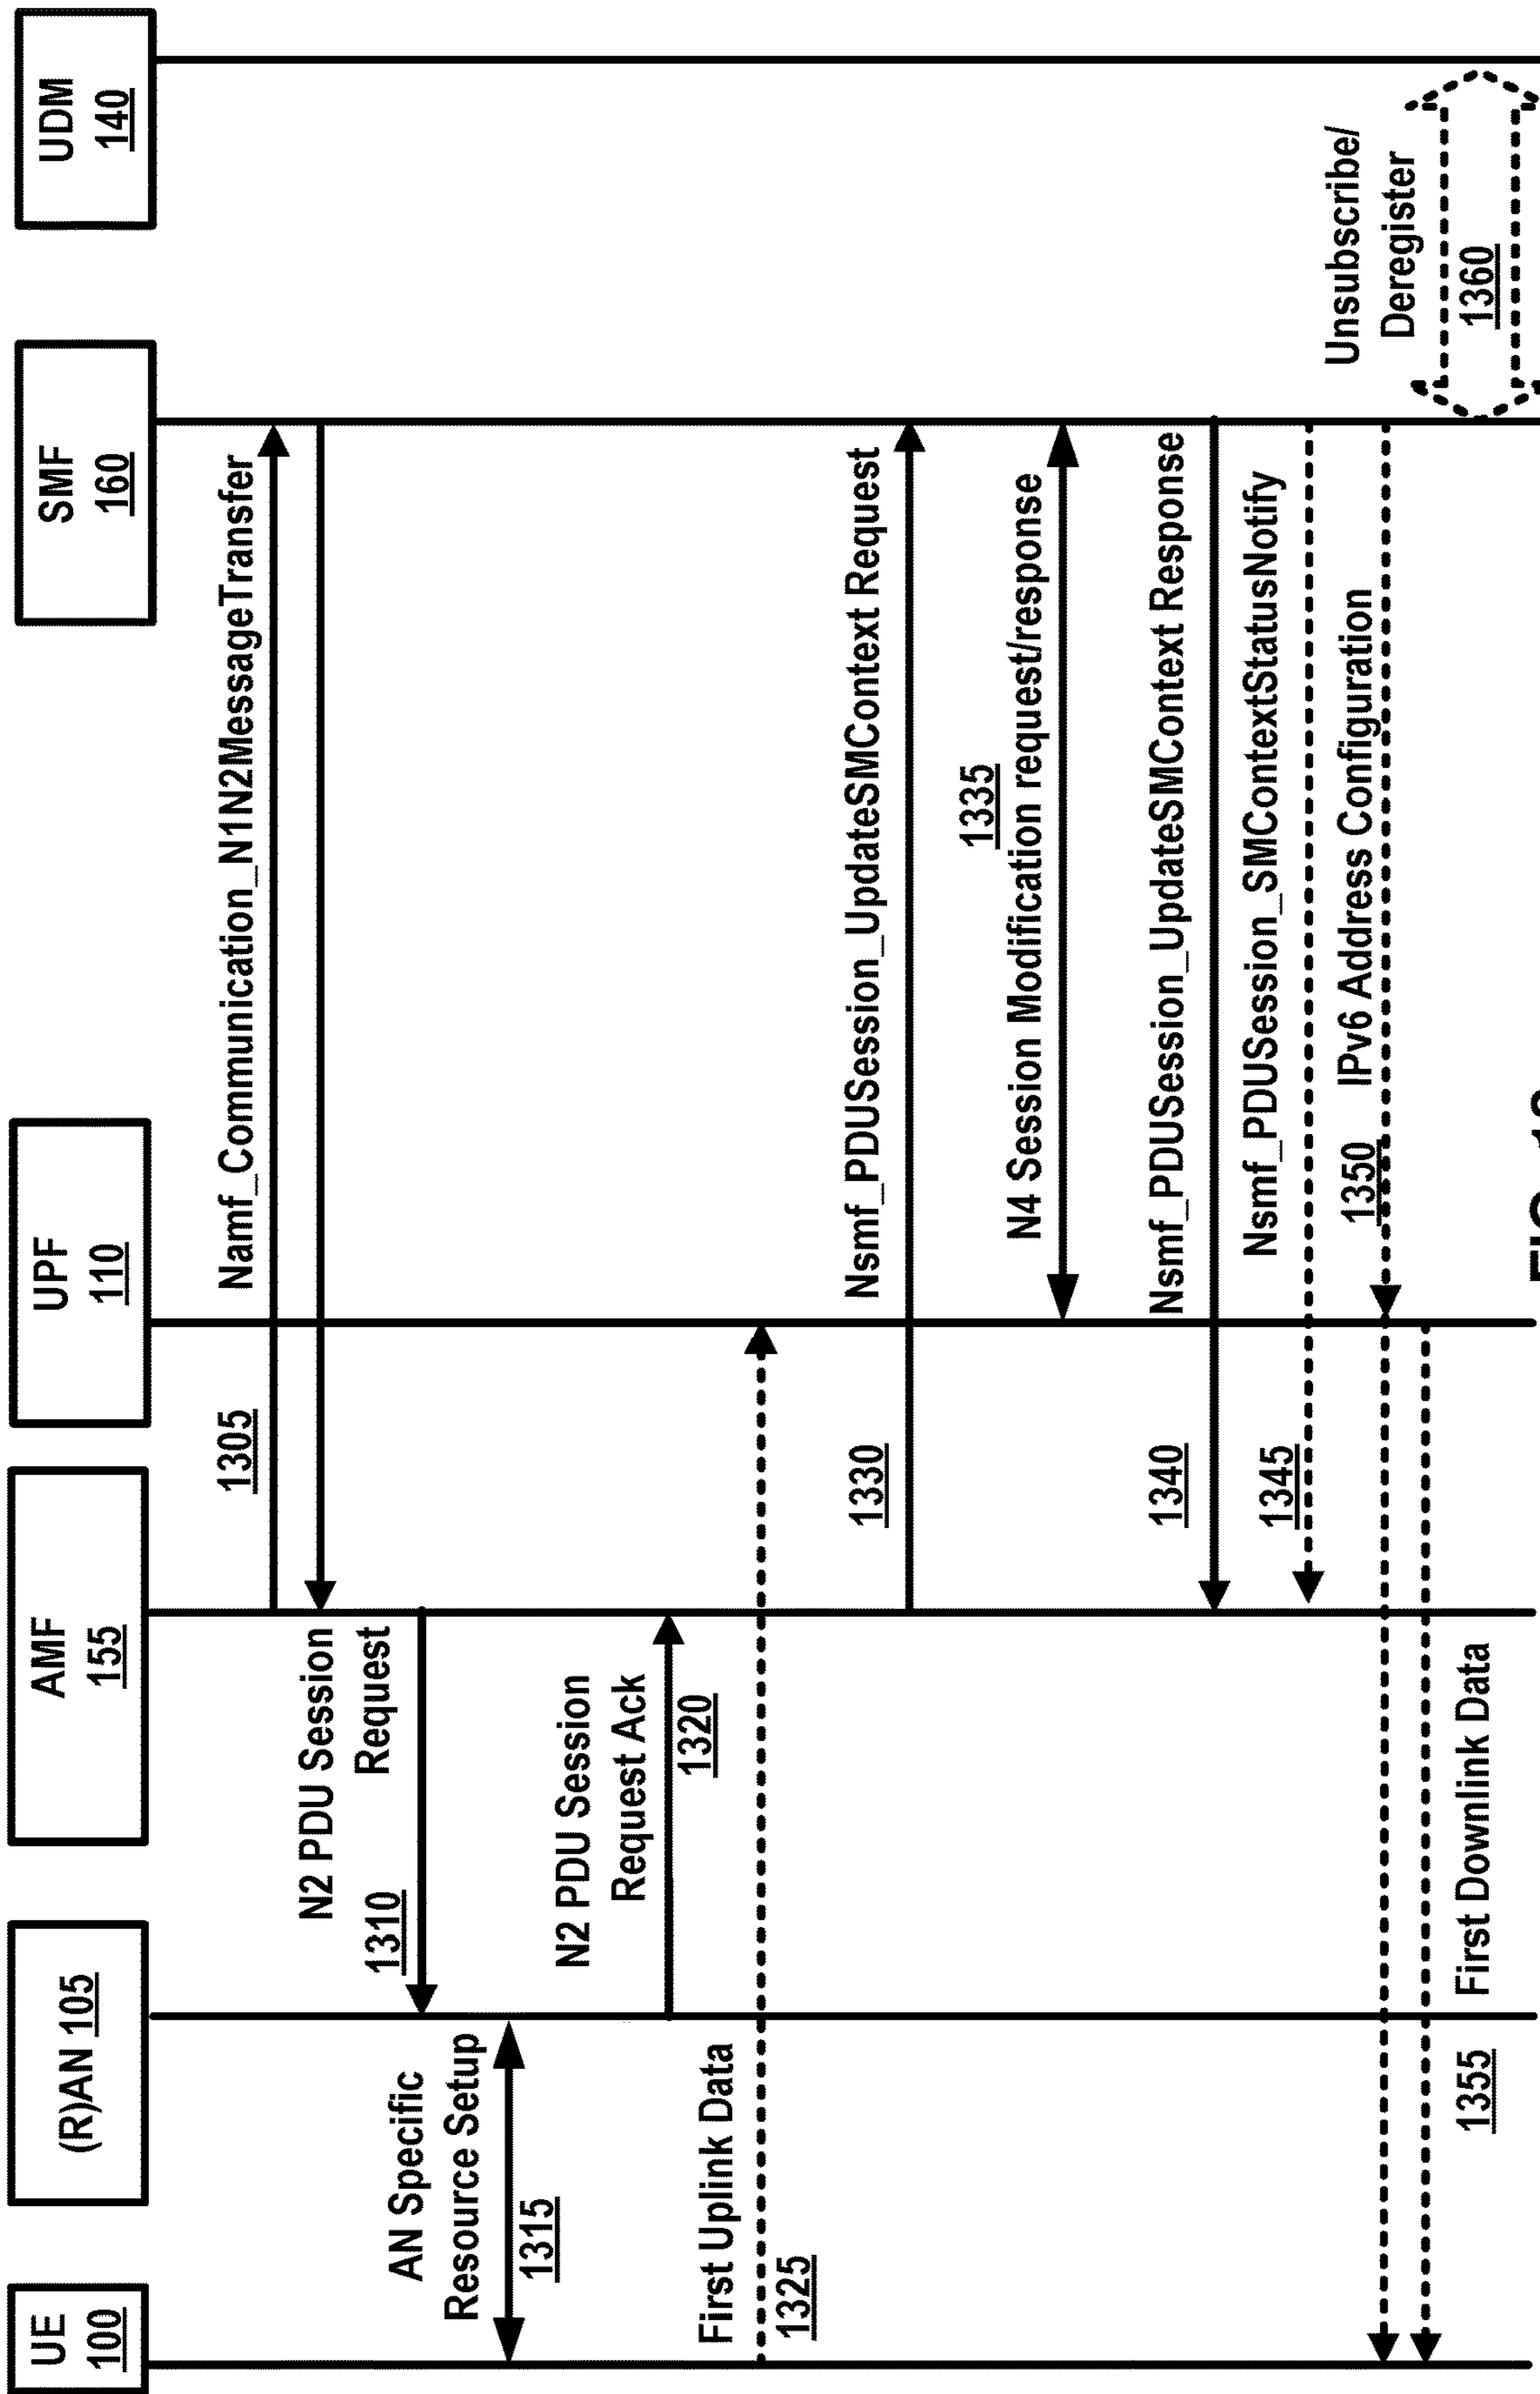 UE
100
(R)AN 105
AMF
155
UPF
110
SMF
160
UDM
140
1305
Namf_Communication_N1N2MessageTransfer
N2 PDU Session
Request
1310
AN Specific
Resource Setup
1315
N2 PDU Session
Request Ack
1320
First Uplink Data
1325
1330
Nsmf_PDUSession_UpdateSMContext Request
1335
N4 Session Modification request/response
1340
Nsmf_PDUSession_UpdateSMContext Response
1345
Nsmf_PDUSession_SMContextStatusNotify
1350 IPv6 Address Configuration
1355
First Downlink Data
Unsubscribe/
Deregister
1360